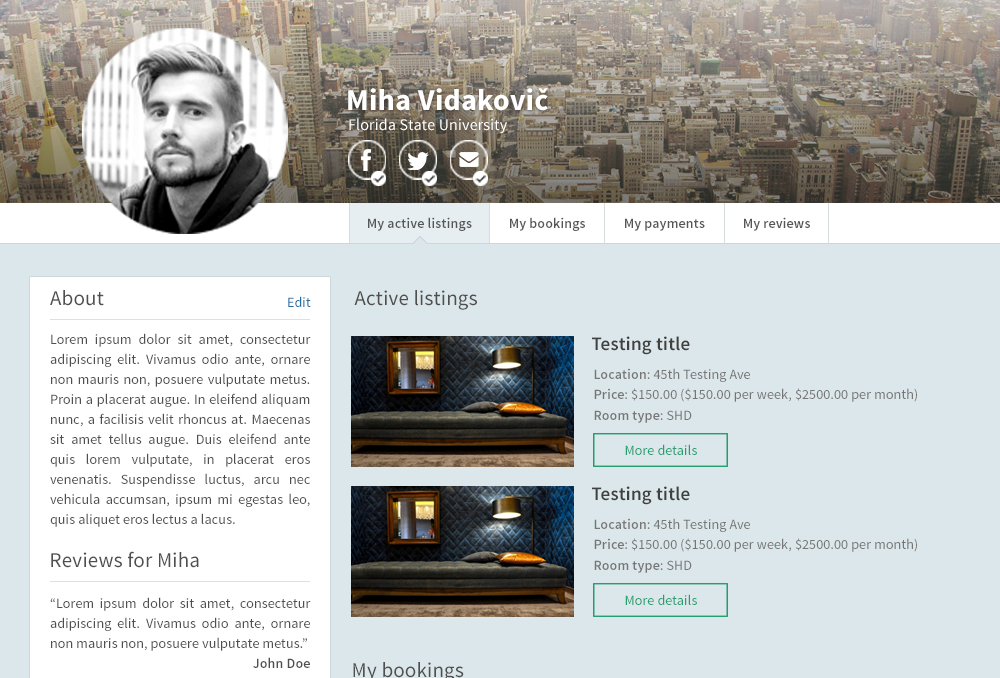 Miha Vidakovič
Florida State University
My active listings
My bookings
My payments
My reviews
About
Edit
Lorem ipsum dolor sit amet, consectetur
adipiscing elit. Vivamus odio ante, ornare
non mauris non, posuere vulputate metus.
Proin a placerat augue. In eleifend aliquam
nunc, a facilisis velit rhoncus at. Maecenas
sit amet tellus augue. Duis eleifend ante
quis lorem vulputate, in placerat eros
venenatis. Suspendisse luctus, arcu nec
vehicula accumsan, ipsum mi egestas leo,
quis aliquet eros lectus a lacus.
Reviews for Miha
“Lorem ipsum dolor sit amet, consectetur
adipiscing elit. Vivamus odio ante, ornare
non mauris non, posuere vulputate metus.”
John Doe
Active listings
Testing title
Location: 45th Testing Ave
Price: $150.00 ($150.00 per week, $2500.00 per month)
Room type: SHD
More details
Testing title
Location: 45th Testing Ave
Price: $150.00 ($150.00 per week, $2500.00 per month)
Room type: SHD
More details
My bookings